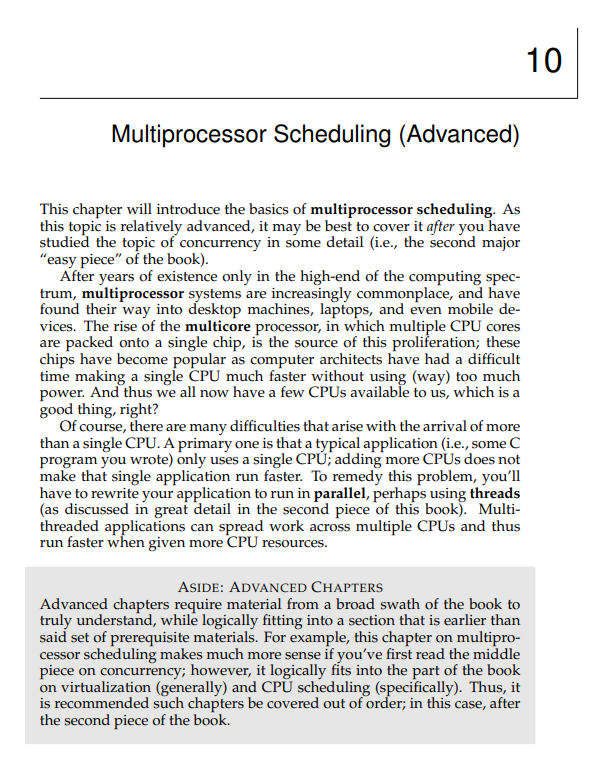 10
Multiprocessor Scheduling (Advanced)
This chapter will introduce the basics of multiprocessor scheduling. As
this topic is relatively advanced, it may be best to cover it after you have
studied the topic of concurrency in some detail (i.e., the second major
“easy piece” of the book).
After years of existence only in the high-end of the computing spec-
trum, multiprocessor systems are increasingly commonplace, and have
found their way into desktop machines, laptops, and even mobile de-
vices. The rise of the multicore processor, in which multiple CPU cores
are packed onto a single chip, is the source of this proliferation; these
chips have become popular as computer architects have had a difficult
time making a single CPU much faster without using (way) too much
power. And thus we all now have a few CPUs available to us, which is a
good thing, right?
Of course, there are many difficulties that arise with the arrival of more
than a single CPU. A primary one is that a typical application (i.e., some C
program you wrote) only uses a single CPU; adding more CPUs does not
make that single application run faster. To remedy this problem, you’ll
have to rewrite your application to run in parallel, perhaps using threads
(as discussed in great detail in the second piece of this book). Multi-
threaded applications can spread work across multiple CPUs and thus
run faster when given more CPU resources.
ASIDE: ADVANCED CHAPTERS
Advanced chapters require material from a broad swath of the book to
truly understand, while logically fitting into a section that is earlier than
said set of prerequisite materials. For example, this chapter on multipro-
cessor scheduling makes much more sense if you’ve first read the middle
piece on concurrency; however, it logically fits into the part of the book
on virtualization (generally) and CPU scheduling (specifically). Thus, it
is recommended such chapters be covered out of order; in this case, after
the second piece of the book.